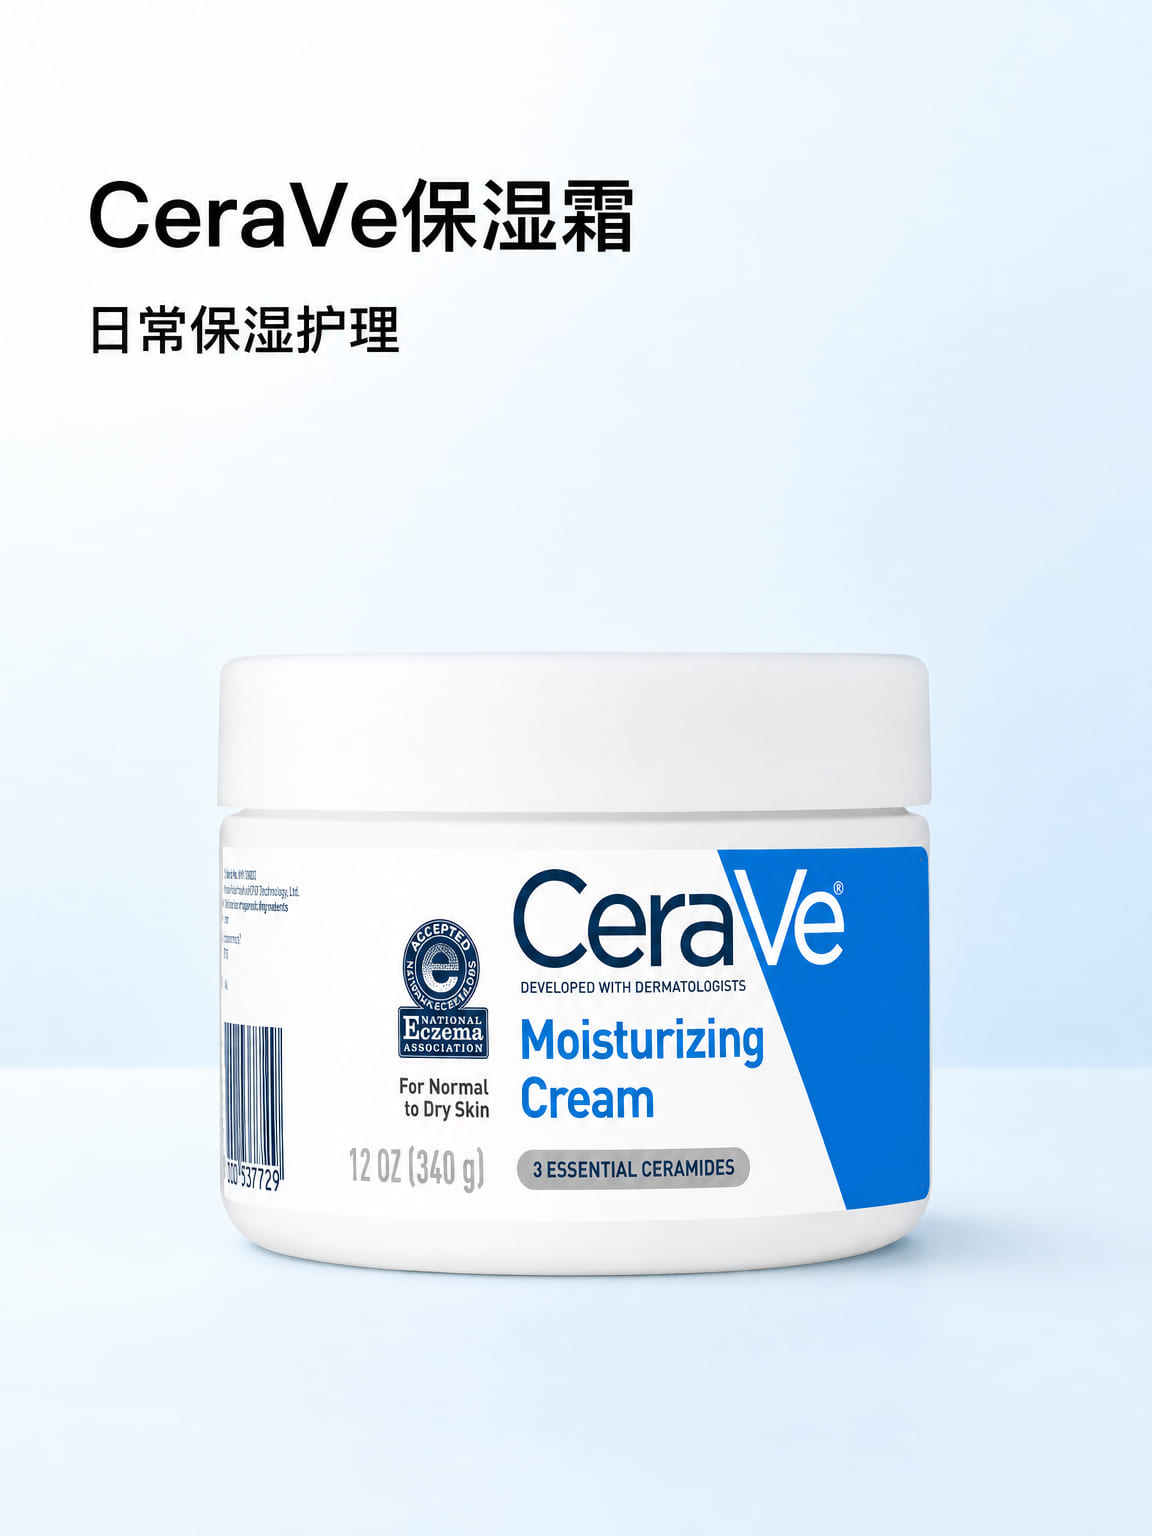 CeraVe保湿霜
日常保湿护理
CeraVe®
DEVELOPED WITH DERMATOLOGISTS
Moisturizing
Cream
3 ESSENTIAL CERAMIDES
ACCEPTED
NATIONAL
Eczema
ASSOCIATION
For Normal
to Dry Skin
12 OZ (340 g)
537729